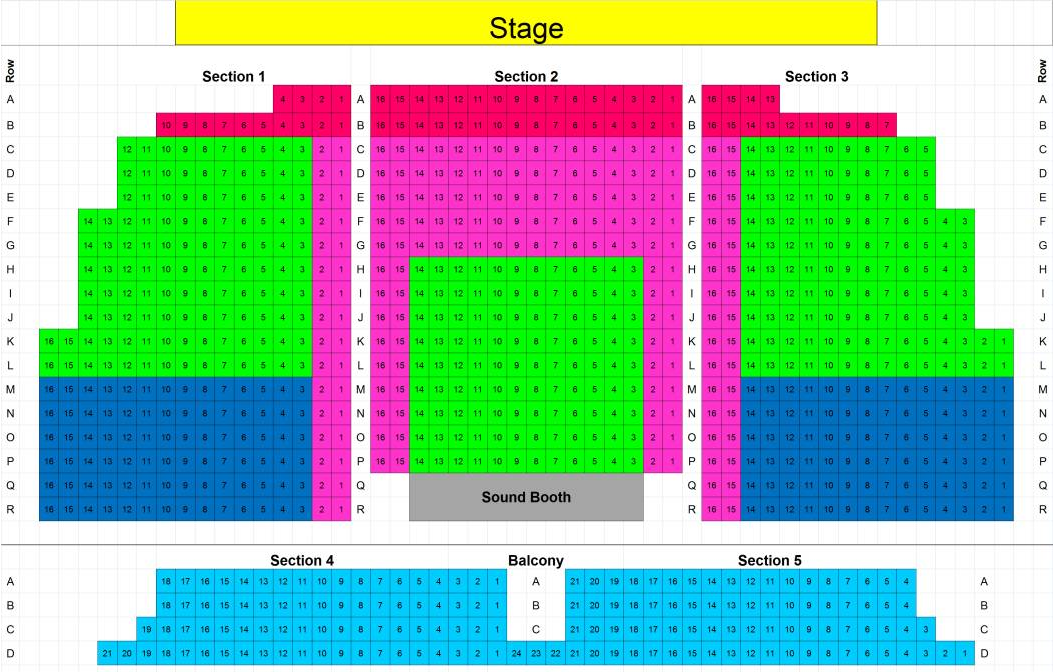 Stage
Row Section 1 Section 2 Section 3 Row
A 4 3 2 1 A 16 15 14 13 12 11 10 9 8 7 6 5 4 3 2 1 A 16 15 14 13 A
B 10 9 8 7 6 5 4 3 2 1 B 16 15 14 13 12 11 10 9 8 7 6 5 4 3 2 1 B 16 15 14 13 12 11 10 9 8 7 B
C 12 11 10 9 8 7 6 5 4 3 2 1 C 16 15 14 13 12 11 10 9 8 7 6 5 4 3 2 1 C 16 15 14 13 12 11 10 9 8 7 6 5 C
D 12 11 10 9 8 7 6 5 4 3 2 1 D 16 15 14 13 12 11 10 9 8 7 6 5 4 3 2 1 D 16 15 14 13 12 11 10 9 8 7 6 5 D
E 12 11 10 9 8 7 6 5 4 3 2 1 E 16 15 14 13 12 11 10 9 8 7 6 5 4 3 2 1 E 16 15 14 13 12 11 10 9 8 7 6 5 E
F 14 13 12 11 10 9 8 7 6 5 4 3 2 1 F 16 15 14 13 12 11 10 9 8 7 6 5 4 3 2 1 F 16 15 14 13 12 11 10 9 8 7 6 5 4 3 F
G 14 13 12 11 10 9 8 7 6 5 4 3 2 1 G 16 15 14 13 12 11 10 9 8 7 6 5 4 3 2 1 G 16 15 14 13 12 11 10 9 8 7 6 5 4 3 G
H 14 13 12 11 10 9 8 7 6 5 4 3 2 1 H 16 15 14 13 12 11 10 9 8 7 6 5 4 3 2 1 H 16 15 14 13 12 11 10 9 8 7 6 5 4 3 H
I 14 13 12 11 10 9 8 7 6 5 4 3 2 1 I 16 15 14 13 12 11 10 9 8 7 6 5 4 3 2 1 I 16 15 14 13 12 11 10 9 8 7 6 5 4 3 I
J 14 13 12 11 10 9 8 7 6 5 4 3 2 1 J 16 15 14 13 12 11 10 9 8 7 6 5 4 3 2 1 J 16 15 14 13 12 11 10 9 8 7 6 5 4 3 J
K 16 15 14 13 12 11 10 9 8 7 6 5 4 3 2 1 K 16 15 14 13 12 11 10 9 8 7 6 5 4 3 2 1 K 16 15 14 13 12 11 10 9 8 7 6 5 4 3 2 1 K
L 16 15 14 13 12 11 10 9 8 7 6 5 4 3 2 1 L 16 15 14 13 12 11 10 9 8 7 6 5 4 3 2 1 L 16 15 14 13 12 11 10 9 8 7 6 5 4 3 2 1 L
M 16 15 14 13 12 11 10 9 8 7 6 5 4 3 2 1 M 16 15 14 13 12 11 10 9 8 7 6 5 4 3 2 1 M 16 15 14 13 12 11 10 9 8 7 6 5 4 3 2 1 M
N 16 15 14 13 12 11 10 9 8 7 6 5 4 3 2 1 N 16 15 14 13 12 11 10 9 8 7 6 5 4 3 2 1 N 16 15 14 13 12 11 10 9 8 7 6 5 4 3 2 1 N
O 16 15 14 13 12 11 10 9 8 7 6 5 4 3 2 1 O 16 15 14 13 12 11 10 9 8 7 6 5 4 3 2 1 O 16 15 14 13 12 11 10 9 8 7 6 5 4 3 2 1 O
P 16 15 14 13 12 11 10 9 8 7 6 5 4 3 2 1 P 16 15 14 13 12 11 10 9 8 7 6 5 4 3 2 1 P 16 15 14 13 12 11 10 9 8 7 6 5 4 3 2 1 P
Q 16 15 14 13 12 11 10 9 8 7 6 5 4 3 2 1 Q Q 16 15 14 13 12 11 10 9 8 7 6 5 4 3 2 1 Q
Sound Booth
R 16 15 14 13 12 11 10 9 8 7 6 5 4 3 2 1 R R 16 15 14 13 12 11 10 9 8 7 6 5 4 3 2 1 R
Section 4 Balcony Section 5
A 18 17 16 15 14 13 12 11 10 9 8 7 6 5 4 3 2 1 A 21 20 19 18 17 16 15 14 13 12 11 10 9 8 7 6 5 4 A
B 18 17 16 15 14 13 12 11 10 9 8 7 6 5 4 3 2 1 B 21 20 19 18 17 16 15 14 13 12 11 10 9 8 7 6 5 4 B
C 19 18 17 16 15 14 13 12 11 10 9 8 7 6 5 4 3 2 1 C 21 20 19 18 17 16 15 14 13 12 11 10 9 8 7 6 5 4 3 C
D 21 20 19 18 17 16 15 14 13 12 11 10 9 8 7 6 5 4 3 2 1 24 23 22 21 20 19 18 17 16 15 14 13 12 11 10 9 8 7 6 5 4 3 2 1 D